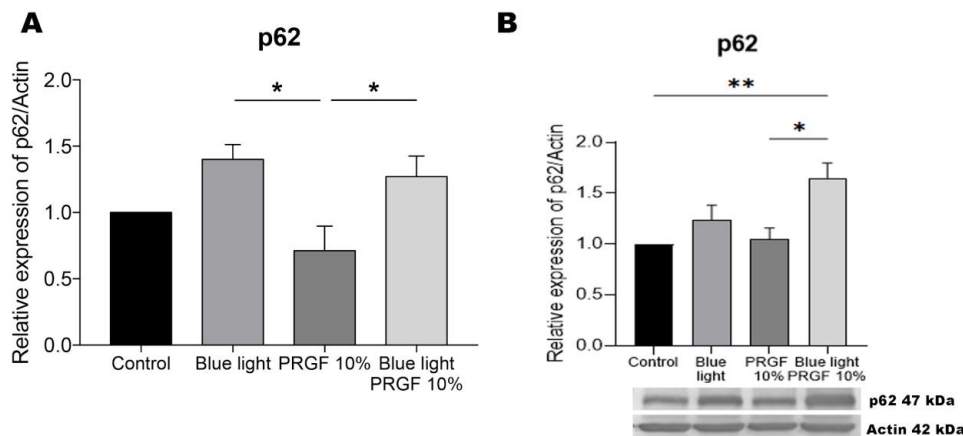 A
p62
Relative expression of p62/Actin
2.0
1.5
1.0
0.5
0.0
*
*
Control
Blue light
PRGF 10%
Blue light
PRGF 10%
B
p62
Relative expression of p62/Actin
2.0
1.5
1.0
0.5
0.0
**
*
Control
Blue
light
PRGF
10%
Blue light
PRGF 10%
p62 47 kDa
Actin 42 kDa